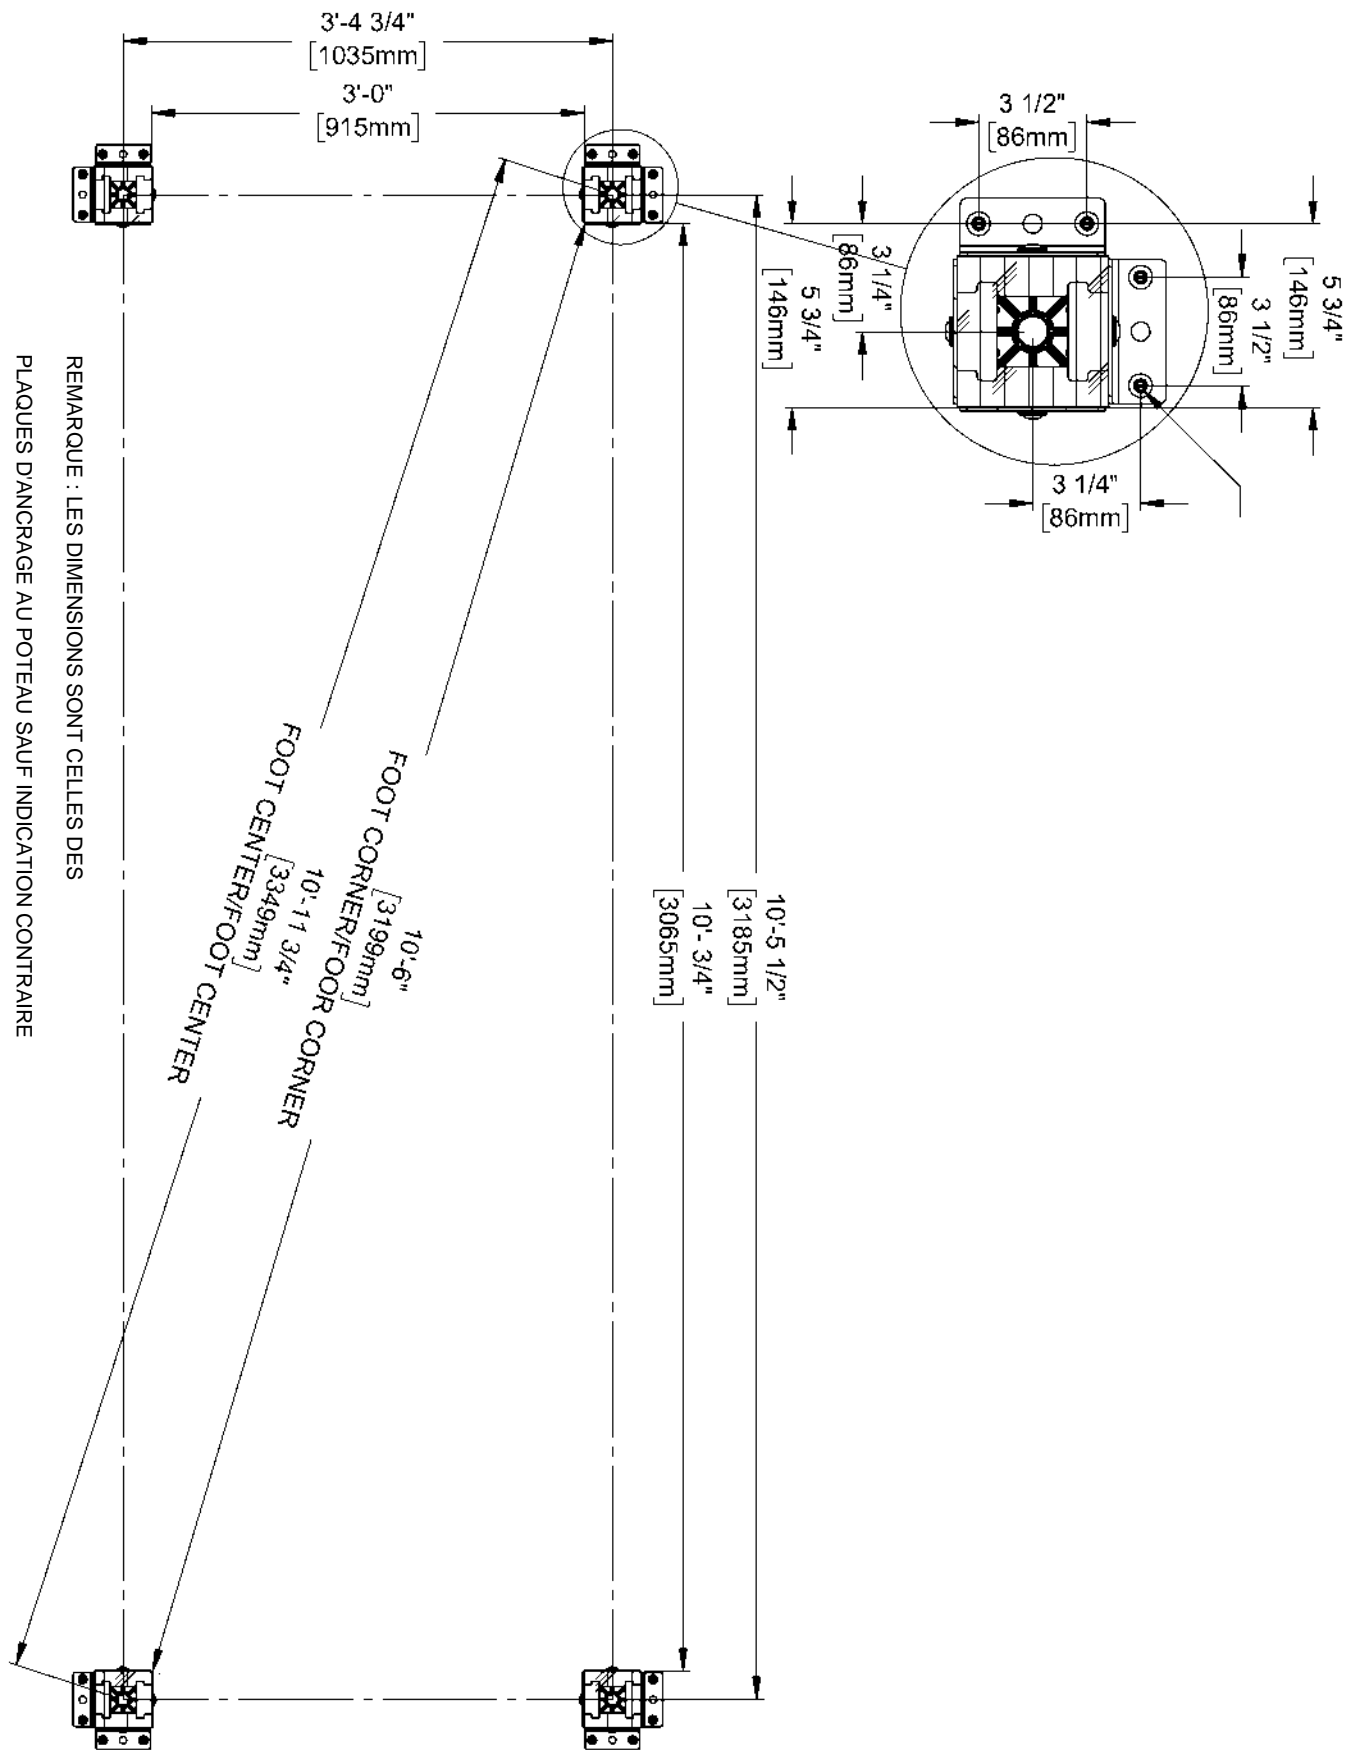 3'-4 3/4"
[1035mm]
3'-0"
[915mm]
3 1/2"
[86mm]
5 3/4"
[146mm]
3 1/2"
[86mm]
3 1/4"
[86mm]
5 3/4"
[146mm]
3 1/4"
[86mm]
10'-5 1/2"
[3185mm]
10'- 3/4"
[3065mm]
10'-6"
[3199mm]
FOOT CORNER/FOOR CORNER
10'-11 3/4"
[3349mm]
FOOT CENTER/FOOT CENTER
REMARQUE : LES DIMENSIONS SONT CELLES DES
PLAQUES D'ANCRAGE AU POTEAU SAUF INDICATION CONTRAIRE